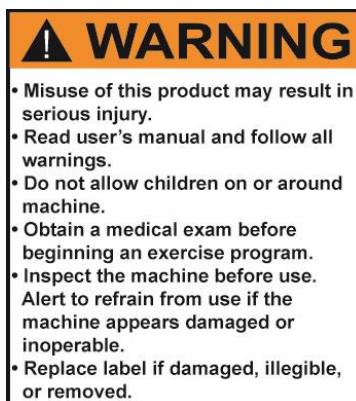 WARNING
• Misuse of this product may result in
serious injury.
• Read user's manual and follow all
warnings.
• Do not allow children on or around
machine.
• Obtain a medical exam before
beginning an exercise program.
• Inspect the machine before use.
Alert to refrain from use if the
machine appears damaged or
inoperable.
• Replace label if damaged, illegible,
or removed.